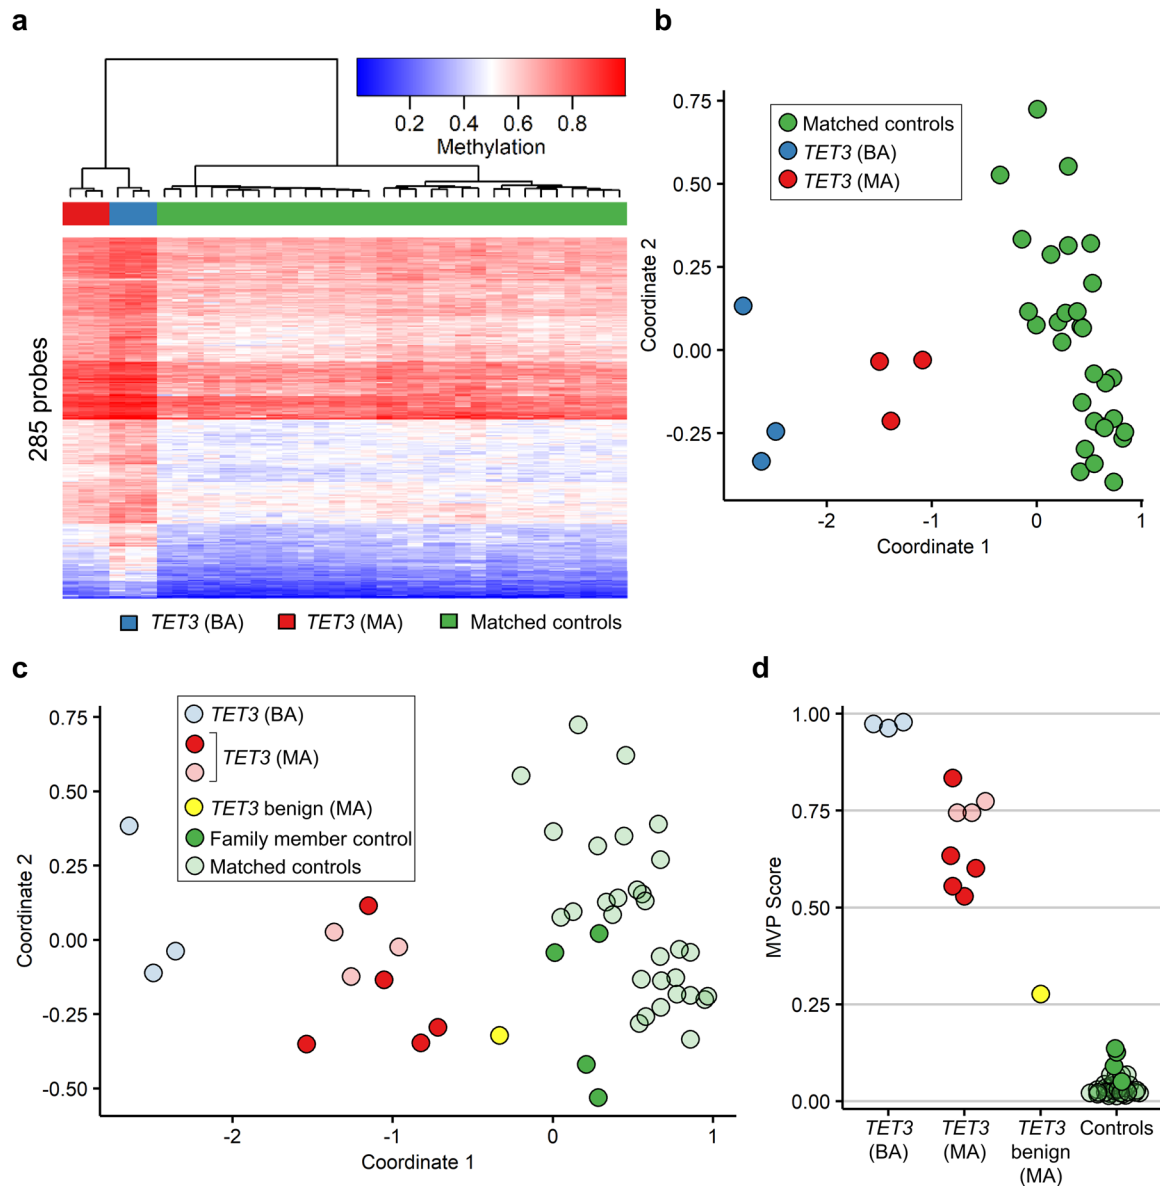 a
0.2 0.4 0.6 0.8
Methylation
285 probes
TET3 (BA) TET3 (MA) Matched controls
b
0.75
0.50
0.25
0.00
-0.25
Coordinate 2
Matched controls
TET3 (BA)
TET3 (MA)
-2 -1 0 1
Coordinate 1
c
0.75
0.50
0.25
0.00
-0.25
-0.50
Coordinate 2
TET3 (BA)
TET3 (MA)
TET3 benign (MA)
Family member control
Matched controls
-2 -1 0 1
Coordinate 1
d
1.00
0.75
0.50
0.25
0.00
MVP Score
TET3 (BA)
TET3 (MA)
TET3 benign (MA)
Controls